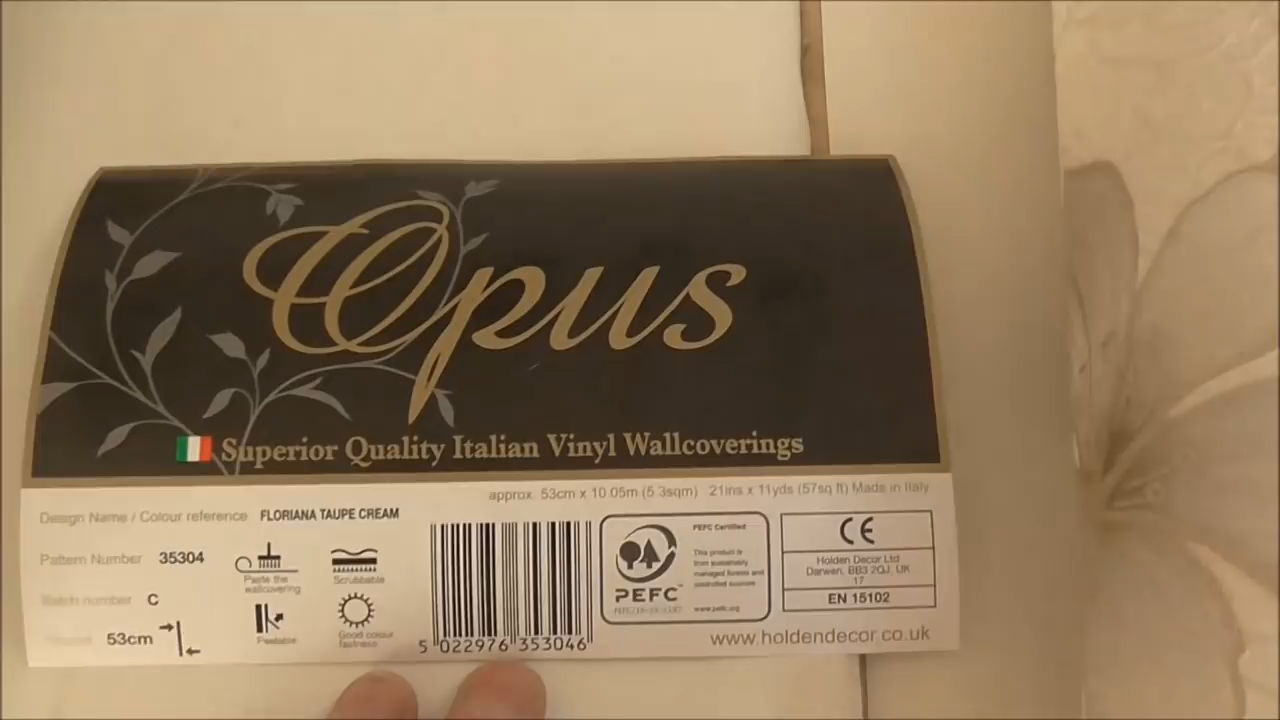 Opus
Superior Quality Italian Vinyl Wallcoverings
approx. 53cm x 10.05m (5.3sqm) 21ins x 11yds (57sq ft) Made in Italy
Design Name / Colour reference FLORIANA TAUPE CREAM
Pattern Number 35304
Batch number C
53cm
Paste the wallcovering
Scrubbable
Peelable
Good colour fastness
5 022976 353046
PEFC Certified
This product is
from sustainably
managed forests and
controlled sources
PEFC™
www.pefc.org
CE
Holden Decor Ltd
Darwen, BB3 2QJ, UK
17
EN 15102
www.holdendecor.co.uk